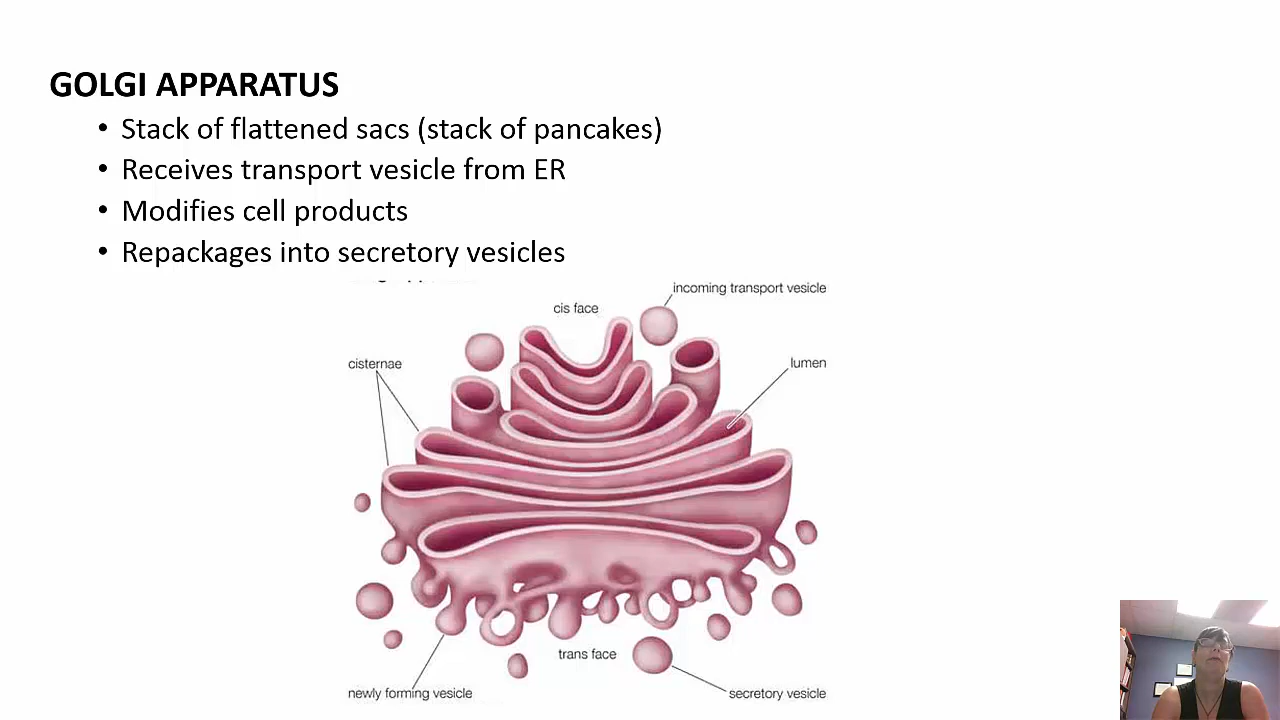 GOLGI APPARATUS
• Stack of flattened sacs (stack of pancakes)
• Receives transport vesicle from ER
• Modifies cell products
• Repackages into secretory vesicles
incoming transport vesicle
cis face
cisternae
lumen
trans face
newly forming vesicle
secretory vesicle